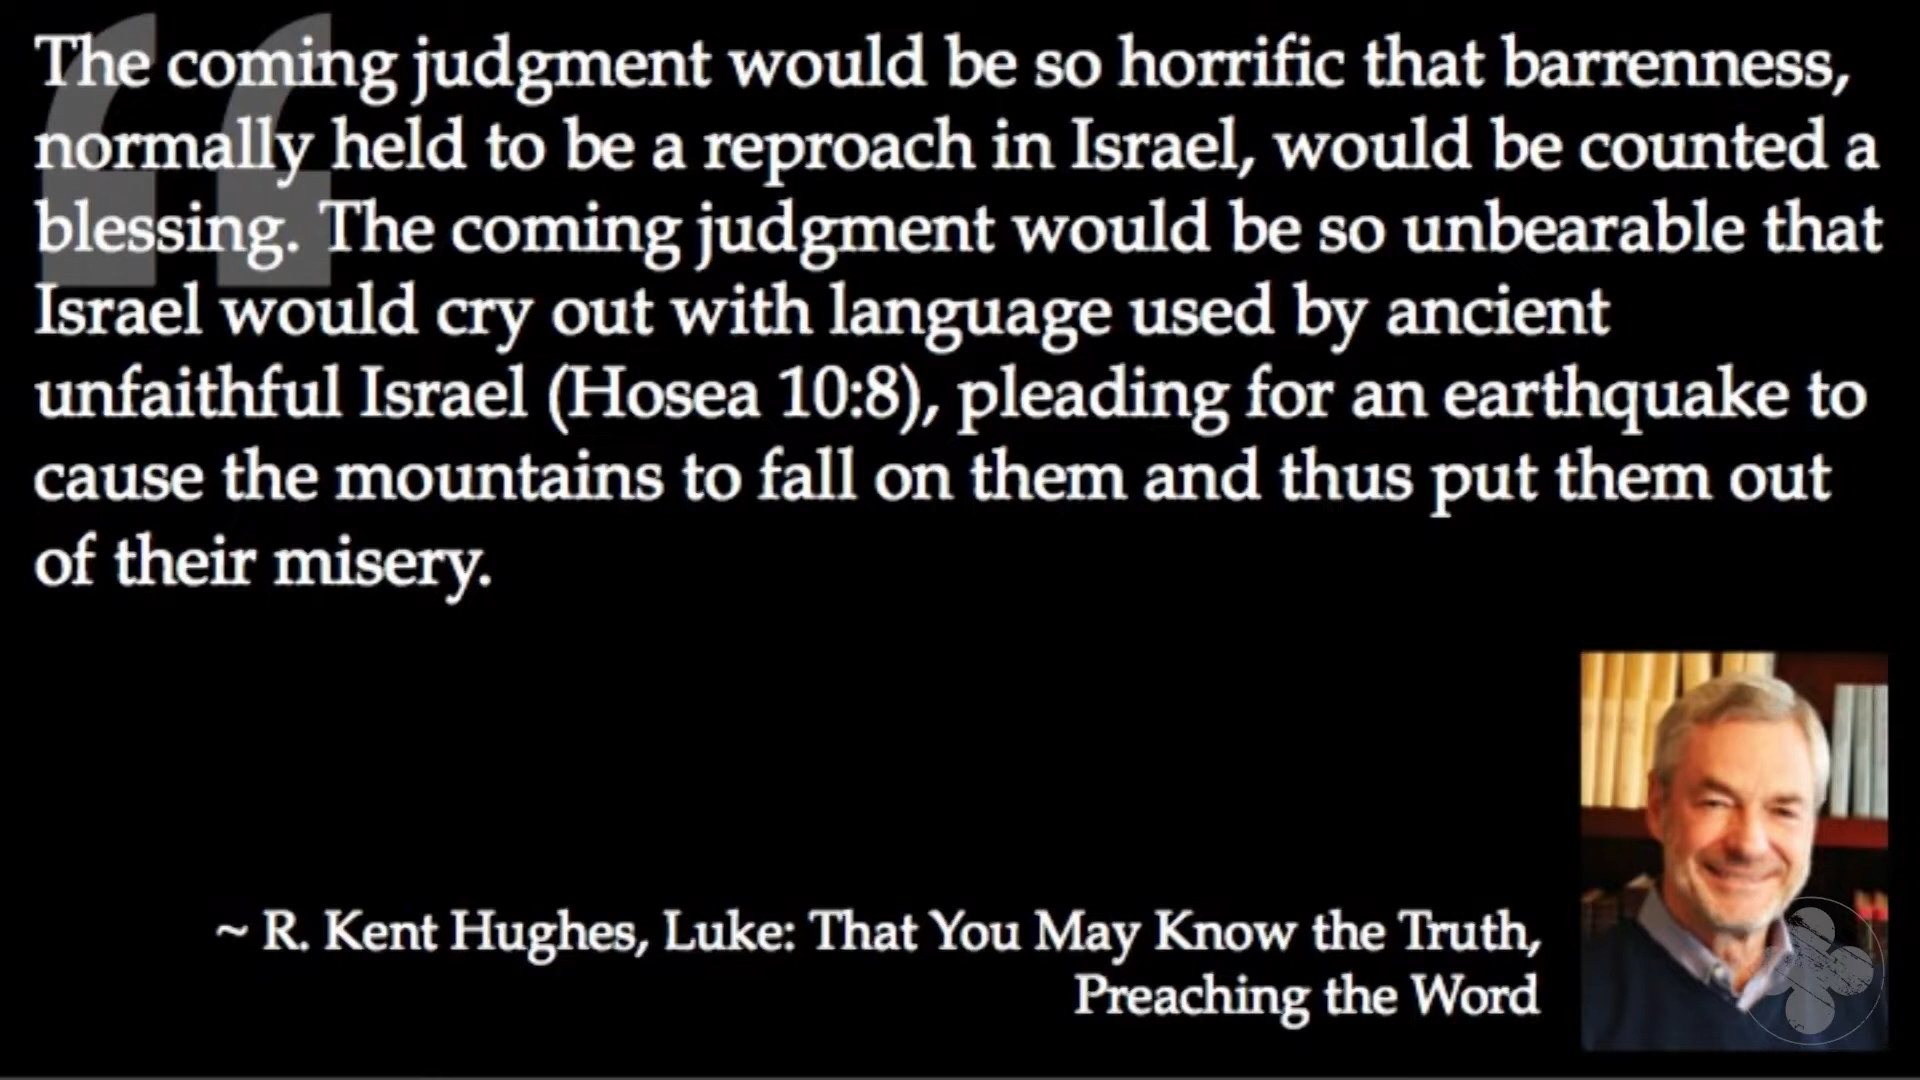 The coming judgment would be so horrific that barrenness,
normally held to be a reproach in Israel, would be counted a
blessing. The coming judgment would be so unbearable that
Israel would cry out with language used by ancient
unfaithful Israel (Hosea 10:8), pleading for an earthquake to
cause the mountains to fall on them and thus put them out
of their misery.
~ R. Kent Hughes, Luke: That You May Know the Truth,
Preaching the Word